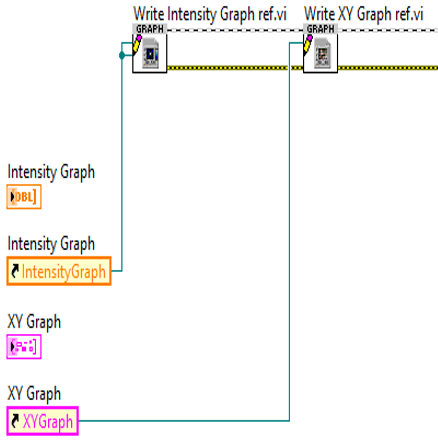 Write Intensity Graph ref.vi Write XY Graph ref.vi
GRAPH GRAPH
Intensity Graph
DBL
Intensity Graph
IntensityGraph
XY Graph
XY Graph
XYGraph